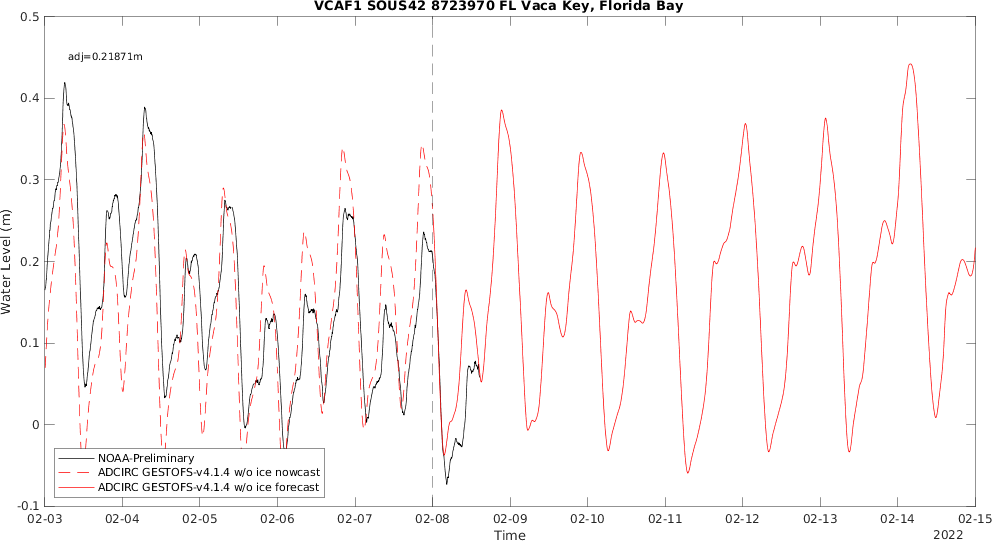 VCAF1 SOUS42 8723970 FL Vaca Key, Florida Bay
adj=0.21871m
Water Level (m)
0.5
0.4
0.3
0.2
0.1
0
-0.1
NOAA-Preliminary
ADCIRC GESTOFS-v4.1.4 w/o ice nowcast
ADCIRC GESTOFS-v4.1.4 w/o ice forecast
02-03 02-04 02-05 02-06 02-07 02-08 02-09 02-10 02-11 02-12 02-13 02-14 02-15
Time
2022